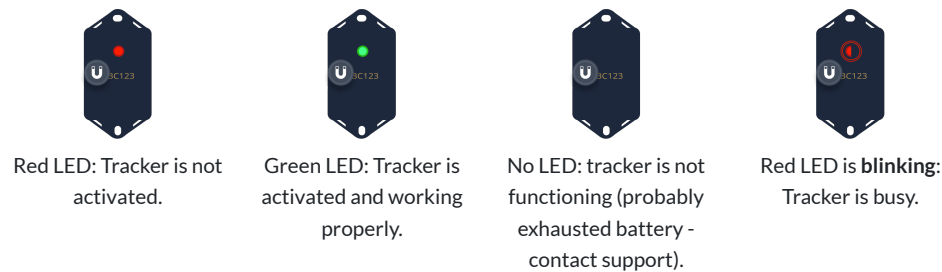 3C123
3C123
3C123
3C123
Red LED: Tracker is not
activated.
Green LED: Tracker is
activated and working
properly.
No LED: tracker is not
functioning (probably
exhausted battery -
contact support).
Red LED is blinking:
Tracker is busy.